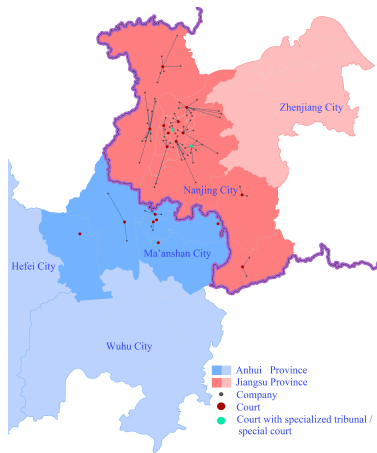 Zhenjiang City
Nanjing City
Ma'anshan City
Hefei City
Wuhu City
Anhui Province
Jiangsu Province
Company
Court
Court with specialized tribunal /
special court